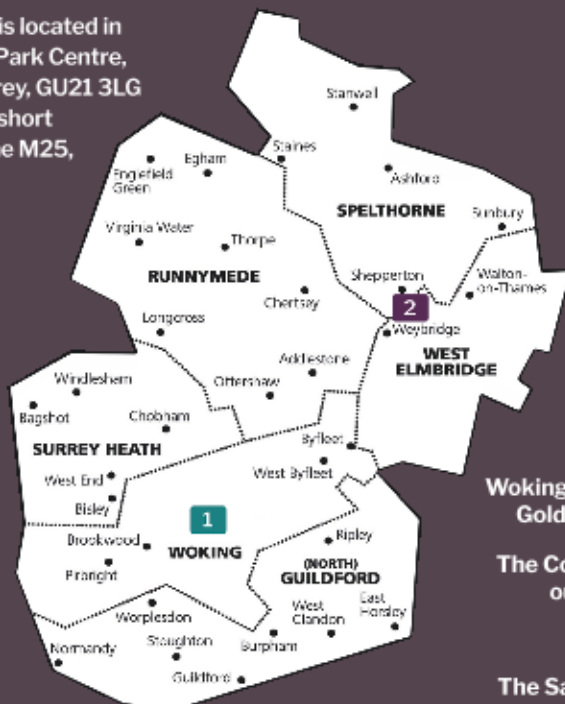 is located in
Park Centre,
rey, GU21 3LG
short
e M25,
Stanwell
Staines
Ashford
SPELTHORNE
Sunbury
Egham
Englefield
Green
Virginia Water
Thorpe
RUNNYMEDE
Chertsey
Longcross
Shepperton
2
Walton-
on-Thames
Weybridge
WEST
ELMBRIDGE
Addlestone
Ottershaw
Windlesham
Bagshot
Chobham
SURREY HEATH
West End
Bisley
Byfleet
West Byfleet
1
Brookwood
WOKING
Pirbright
Ripley
(NORTH)
GUILDFORD
West
Clandon
East
Horsley
Worplesdon
Stoughton
Burpham
Normandy
Guildford
Woking
Gold
The Co
ou
The Sa